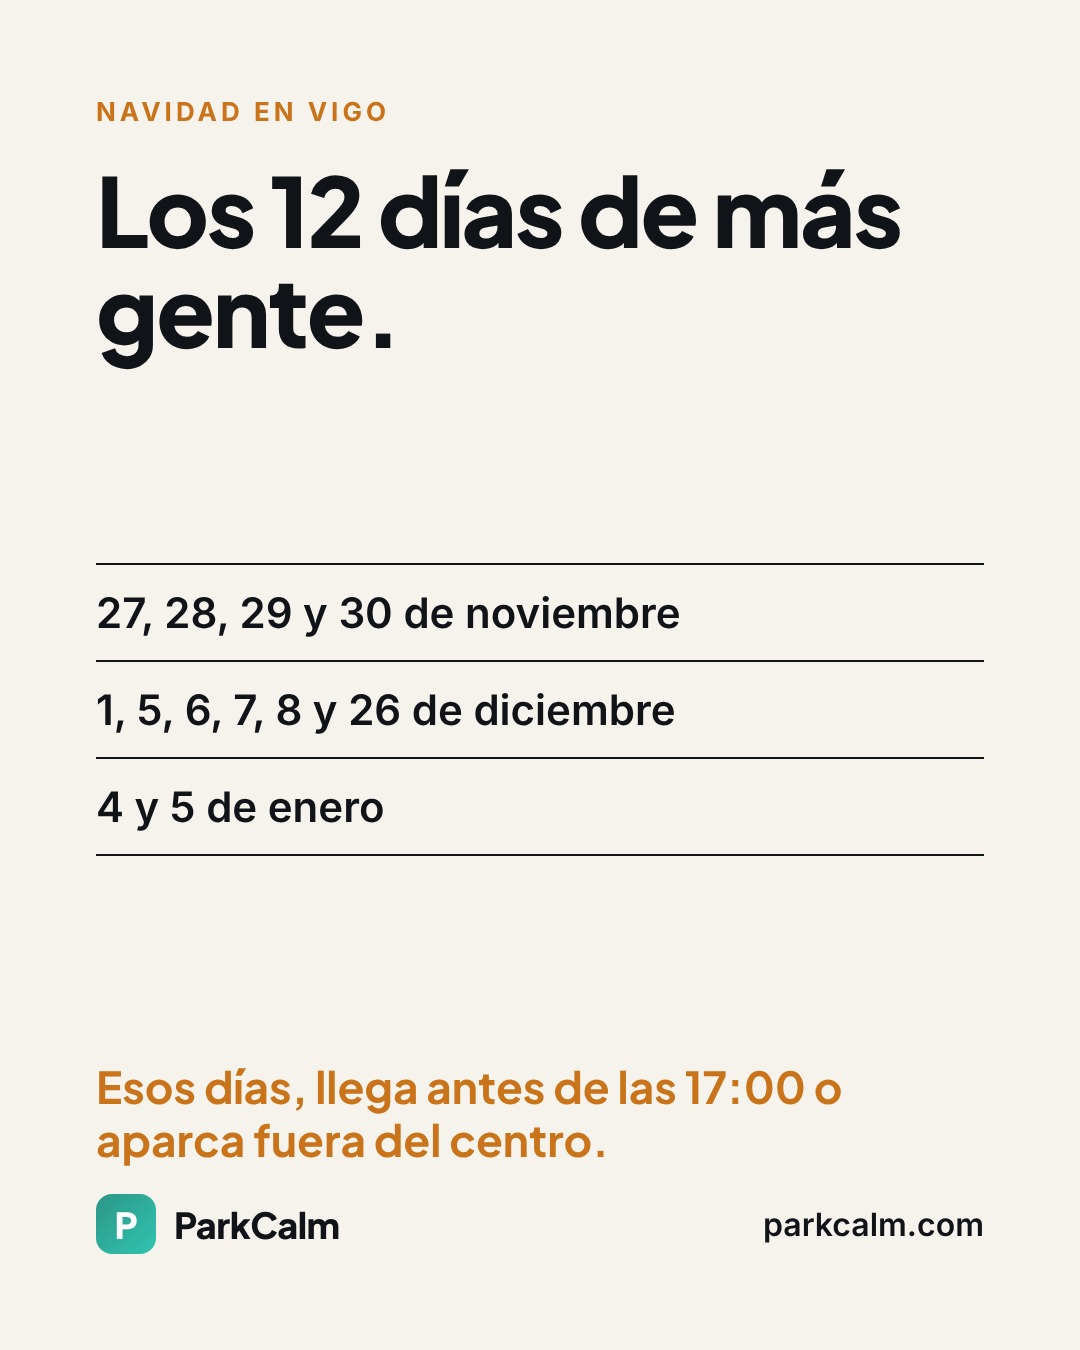 NAVIDAD EN VIGO
Los 12 días de más
gente.
27, 28, 29 y 30 de noviembre
1, 5, 6, 7, 8 y 26 de diciembre
4 y 5 de enero
Esos días, llega antes de las 17:00 o
aparca fuera del centro.
P ParkCalm
parkcalm.com